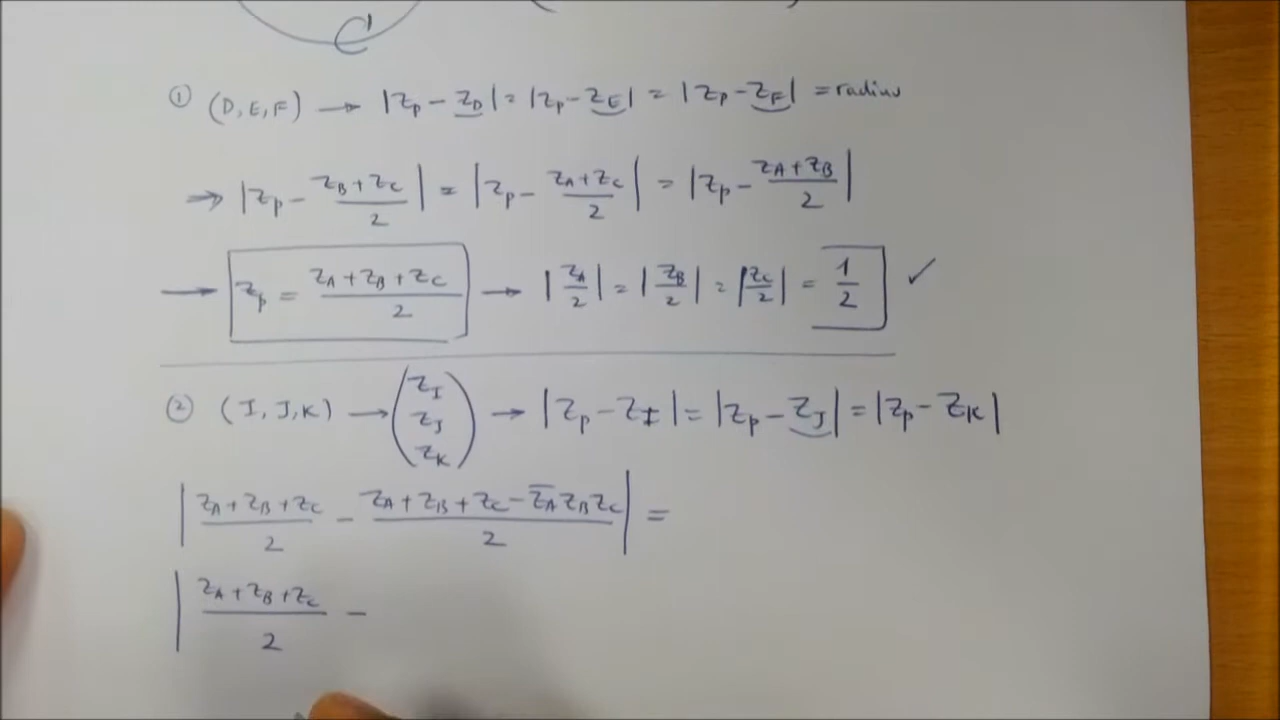 C
① (D, E, F) → |z_P − z_D| = |z_P − z_E| = |z_P − z_F| = radius
⇒ |z_P − (z_B + z_C)/2| = |z_P − (z_A + z_C)/2| = |z_P − (z_A + z_B)/2|
→ z_P = (z_A + z_B + z_C)/2 → |z_A/2| = |z_B/2| = |z_C/2| = 1/2 ✓
② (I, J, K) → (z_I z_J z_K) → |z_P − z_I| = |z_P − z_J| = |z_P − z_K|
|(z_A + z_B + z_C)/2 − (z_A + z_B + z_C − z̅_A z_B z_C)/2| =
|(z_A + z_B + z_C)/2 −